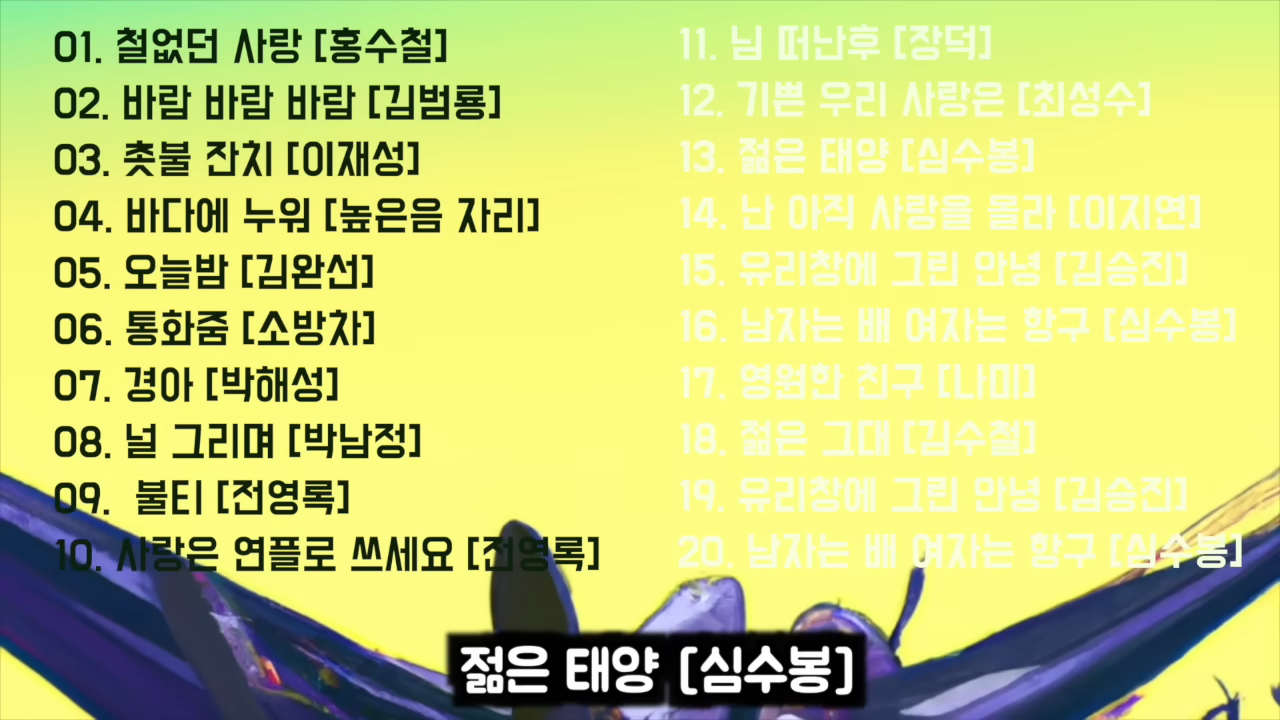 01. 철없던 사랑 [홍수철]
02. 바람 바람 바람 [김범룡]
03. 촛불 잔치 [이재성]
04. 바다에 누워 [높은음 자리]
05. 오늘밤 [김완선]
06. 통화중 [소방차]
07. 경아 [박혜성]
08. 널 그리며 [박남정]
09. 불티 [전영록]
10. 사랑은 연필로 쓰세요 [전영록]
11. 님 떠난후 [장덕]
12. 기쁜 우리 사랑은 [최성수]
13. 젊은 태양 [심수봉]
14. 난 아직 사랑을 몰라 [이지연]
15. 유리창에 그린 안녕 [김승진]
16. 남자는 배 여자는 항구 [심수봉]
17. 영원한 친구 [나미]
18. 젊은 그대 [김수철]
19. 유리창에 그린 안녕 [김승진]
20. 남자는 배 여자는 항구 [심수봉]
젊은 태양 [심수봉]